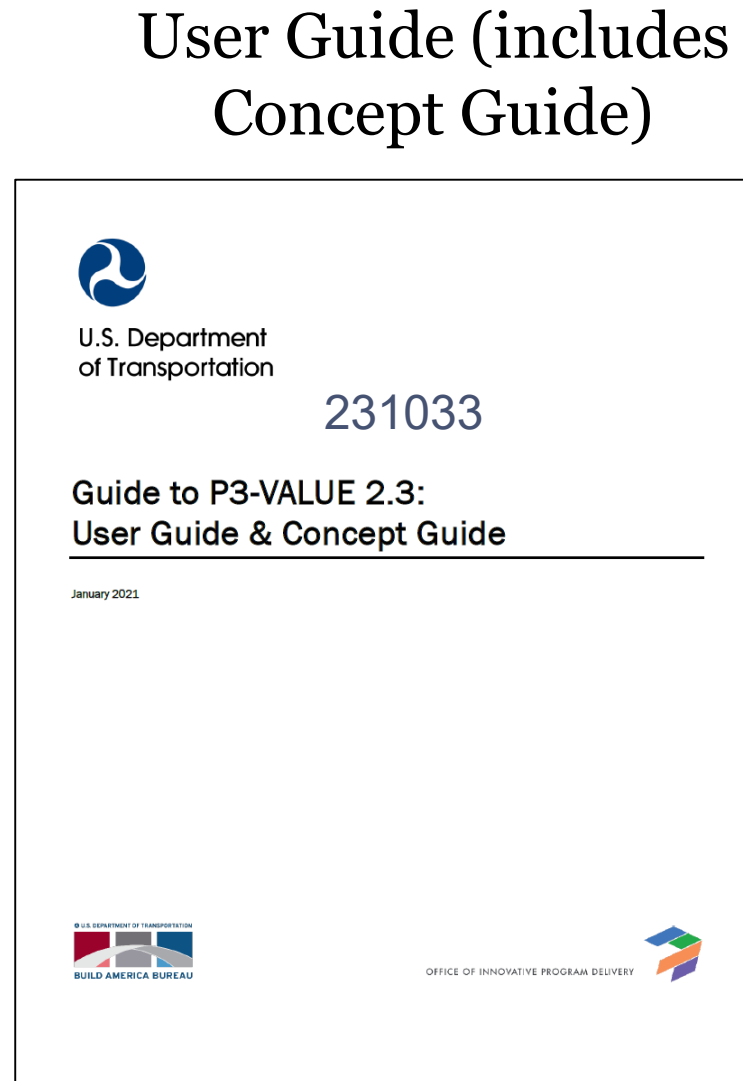 User Guide (includes
Concept Guide)
U.S. Department
of Transportation
231033
Guide to P3-VALUE 2.3:
User Guide & Concept Guide
January 2021
U.S. DEPARTMENT OF TRANSPORTATION
BUILD AMERICA BUREAU
OFFICE OF INNOVATIVE PROGRAM DELIVERY